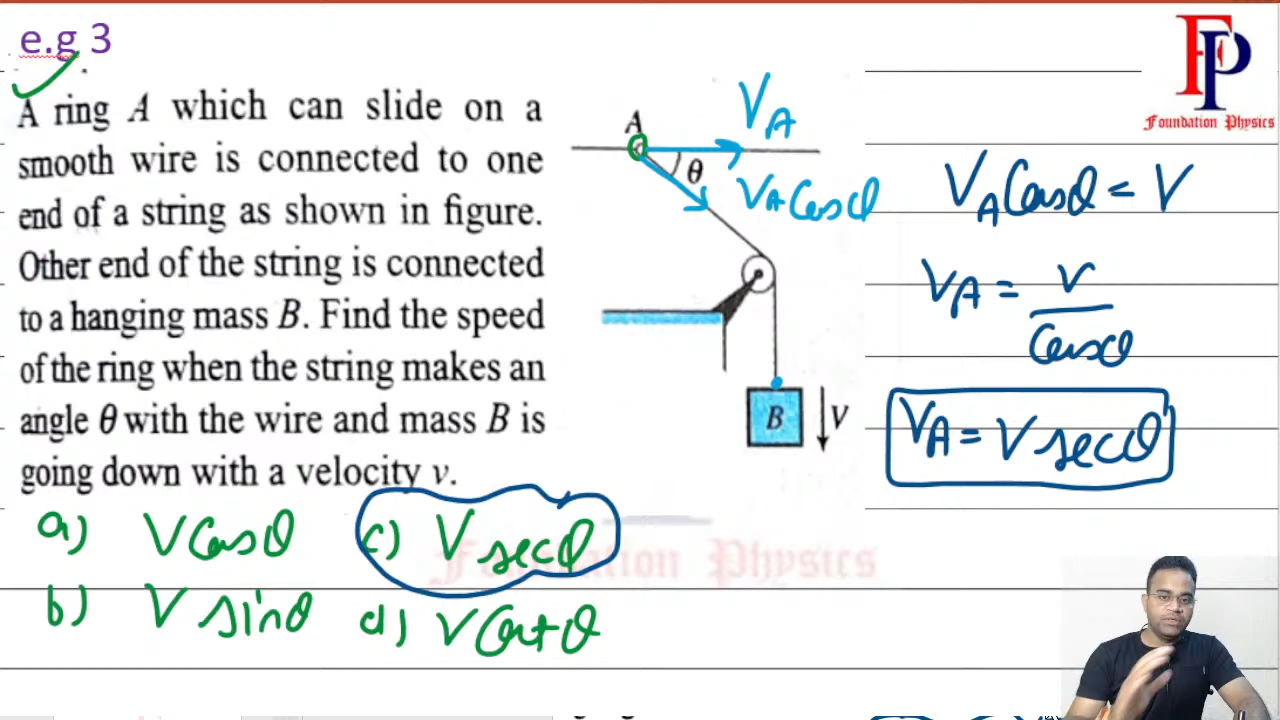 e.g 3
A ring A which can slide on a
smooth wire is connected to one
end of a string as shown in figure.
Other end of the string is connected
to a hanging mass B. Find the speed
of the ring when the string makes an
angle θ with the wire and mass B is
going down with a velocity v.
a) V Cosθ
c) V secθ
b) V sinθ
d) V Cotθ
A
V_A
θ
V_A Cosθ
B
V
FP
Foundation Physics
V_A Cosθ = V
V_A = V / Cosθ
V_A = V secθ
Foundation Physics